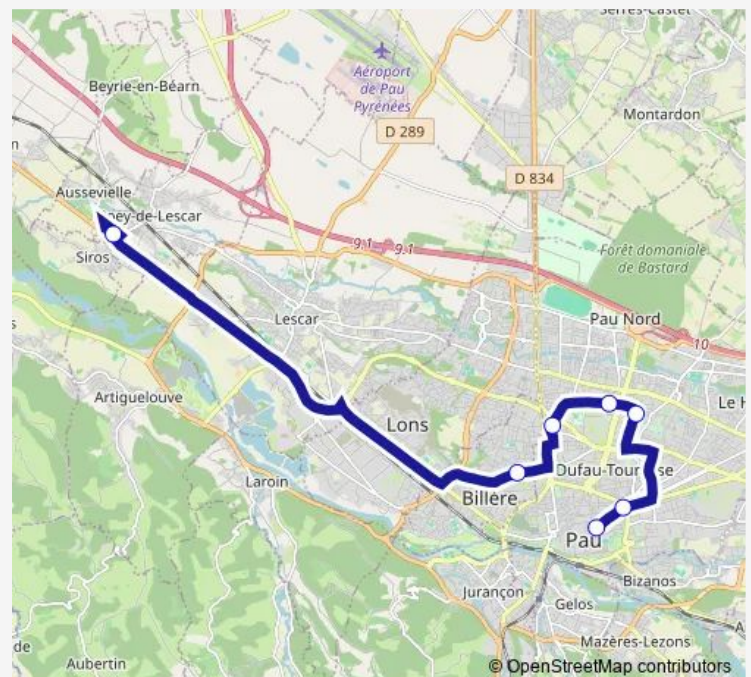 Serres-Castet
Aéroport
de Pau
Pyrénées
Beyrie-en-Béarn
Montardon
D 289
D 834
Aussevielle
ey-de-Lescar
Siros
9.1
9.1
Forêt domaniale
de Bastard
Lescar
Pau Nord
10
Artiguelouve
Le H
Lons
Laroin
Dufau-Tou
se
Billère
Pau
Bizanos
Jurançon
Gelos
Mazères-Lezons
de
Aubertin
© OpenStreetMap contributors